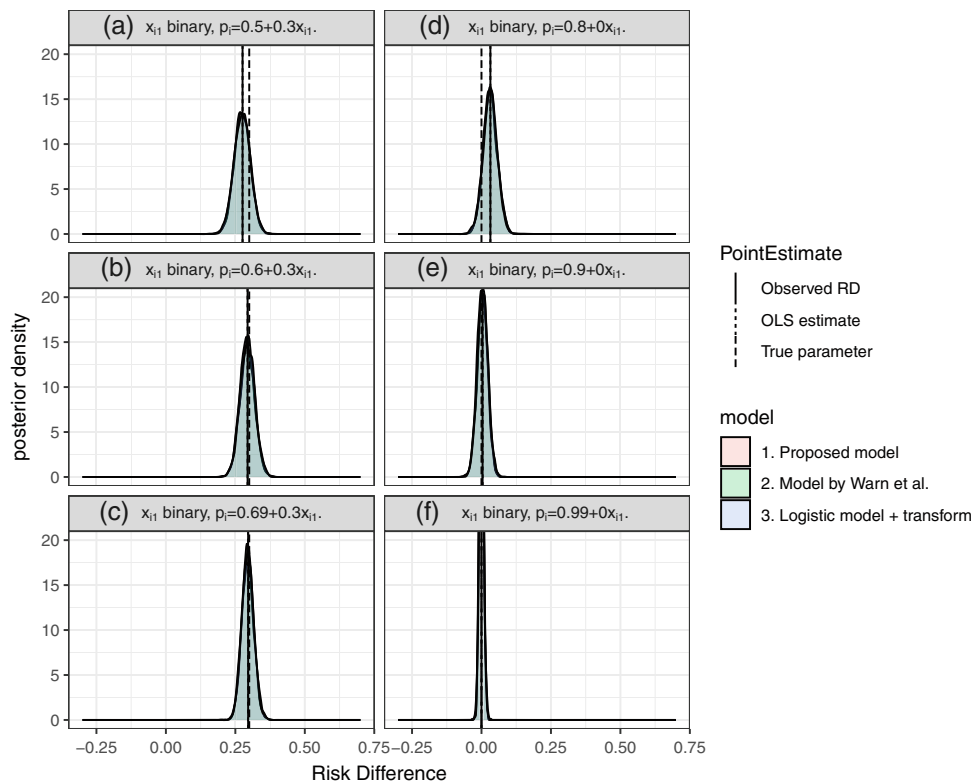 (a) xi1 binary, pi=0.5+0.3xi1.
(d) xi1 binary, pi=0.8+0xi1.
20
15
10
5
0
(b) xi1 binary, pi=0.6+0.3xi1.
(e) xi1 binary, pi=0.9+0xi1.
20
15
10
5
0
(c) xi1 binary, pi=0.69+0.3xi1.
(f) xi1 binary, pi=0.99+0xi1.
20
15
10
5
0
−0.25 0.00 0.25 0.50 0.75
−0.25 0.00 0.25 0.50 0.75
Risk Difference
posterior density
PointEstimate
Observed RD
OLS estimate
True parameter
model
1. Proposed model
2. Model by Warn et al.
3. Logistic model + transform